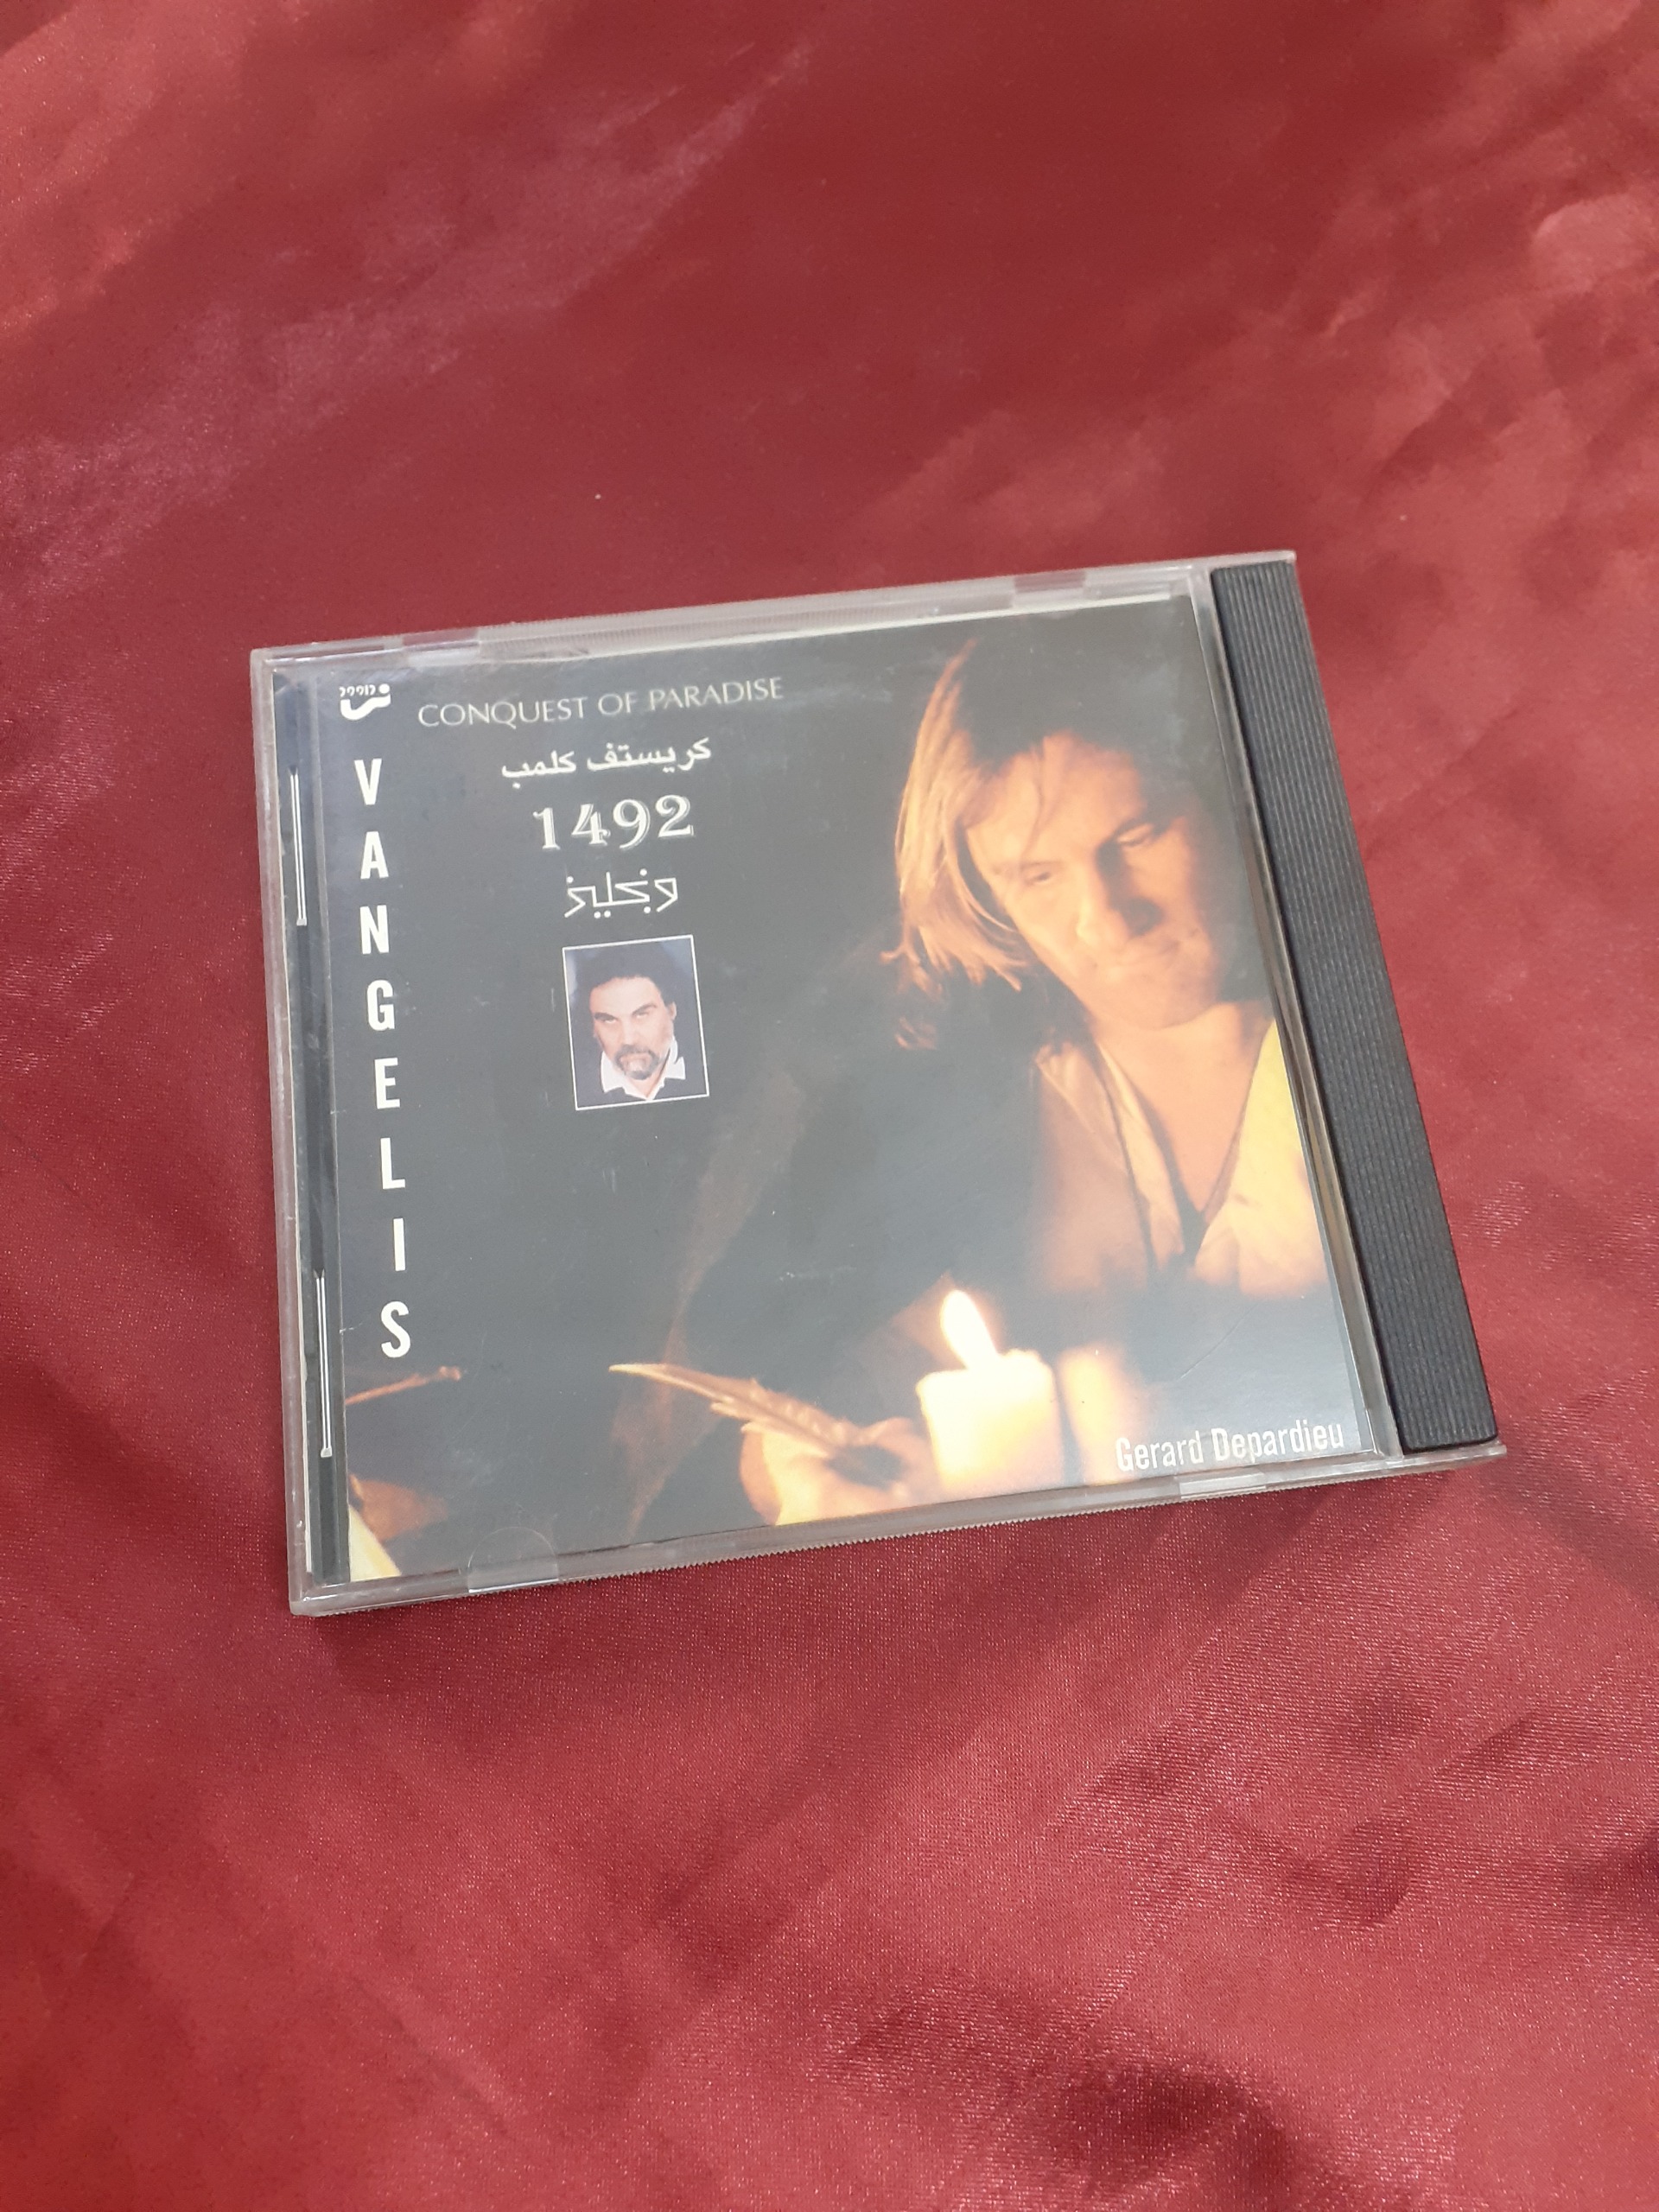 CONQUEST OF PARADISE
کریستف کلمب
1492
ونجلیز
VANGELIS
Gerard Depardieu